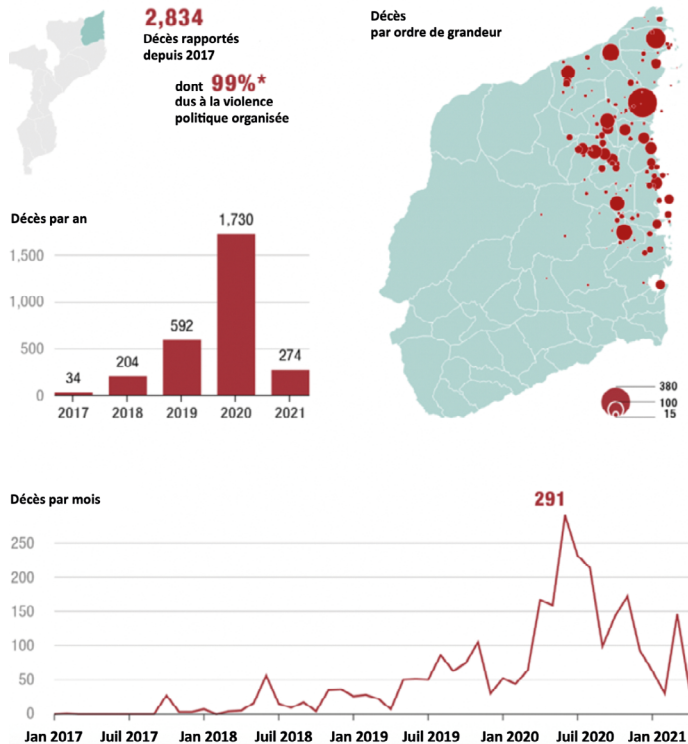 2,834
Décès rapportés
depuis 2017
dont 99%*
dus à la violence
politique organisée
Décès
par ordre de grandeur
380
100
15
Décès par an
1,500
1,000
500
0
34
204
592
1,730
274
2017 2018 2019 2020 2021
Décès par mois
291
250
200
150
100
50
0
Jan 2017 Juil 2017 Jan 2018 Juil 2018 Jan 2019 Juil 2019 Jan 2020 Juil 2020 Jan 2021